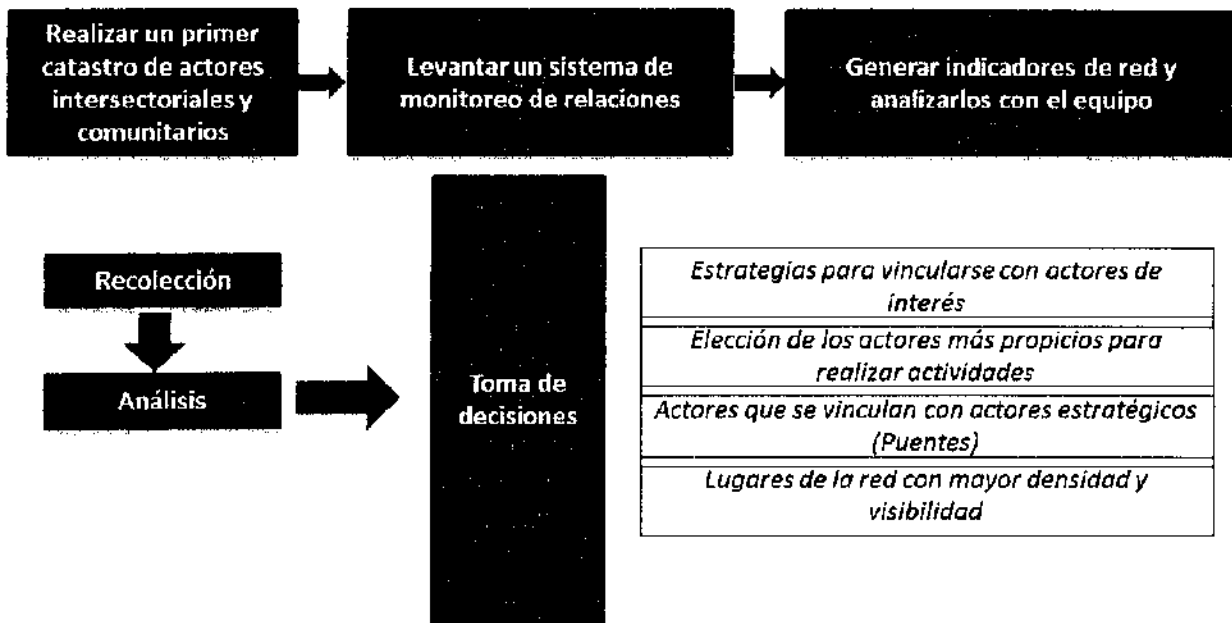 Realizar un primer
catastro de actores
intersectoriales y
comunitarios
Levantar un sistema de
monitoreo de relaciones
Generar indicadores de red y
analizarlos con el equipo
Recolección
Análisis
Toma de
decisiones
Estrategias para vincularse con actores de
interés
Elección de los actores más propicios para
realizar actividades
Actores que se vinculan con actores estratégicos
(Puentes)
Lugares de la red con mayor densidad y
visibilidad